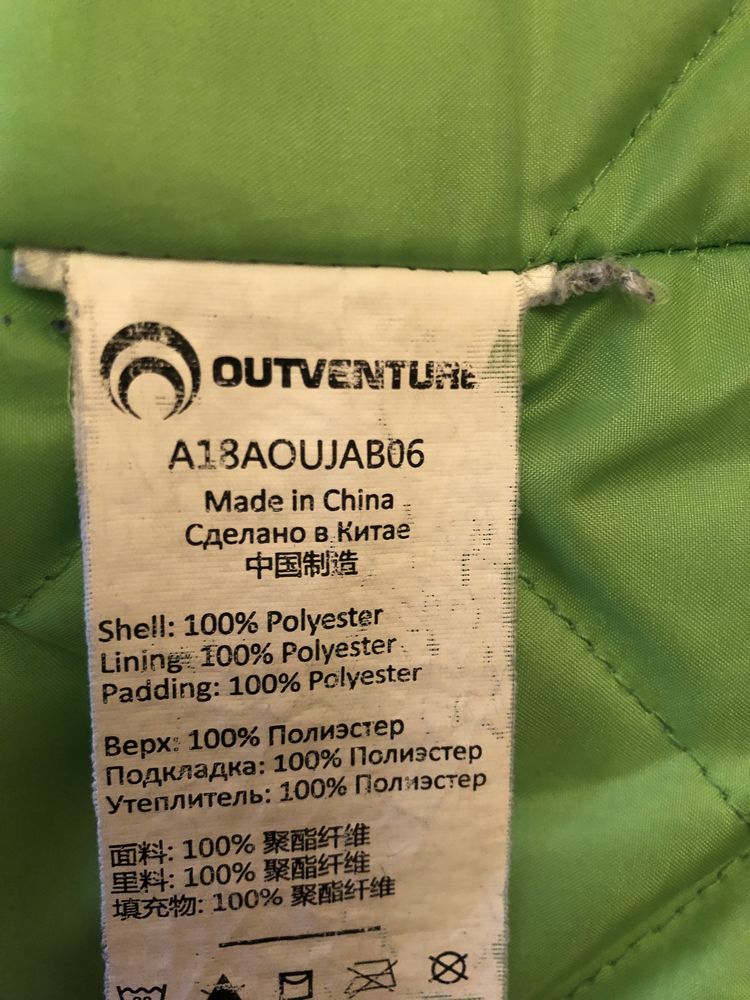 OUTVENTURE
A18AOUJAB06
Made in China
Сделано в Китае
中国制造
Shell: 100% Polyester
Lining: 100% Polyester
Padding: 100% Polyester
Верх: 100% Полиэстер
Подкладка: 100% Полиэстер
Утеплитель: 100% Полиэстер
面料: 100% 聚酯纤维
里料: 100% 聚酯纤维
填充物: 100% 聚酯纤维